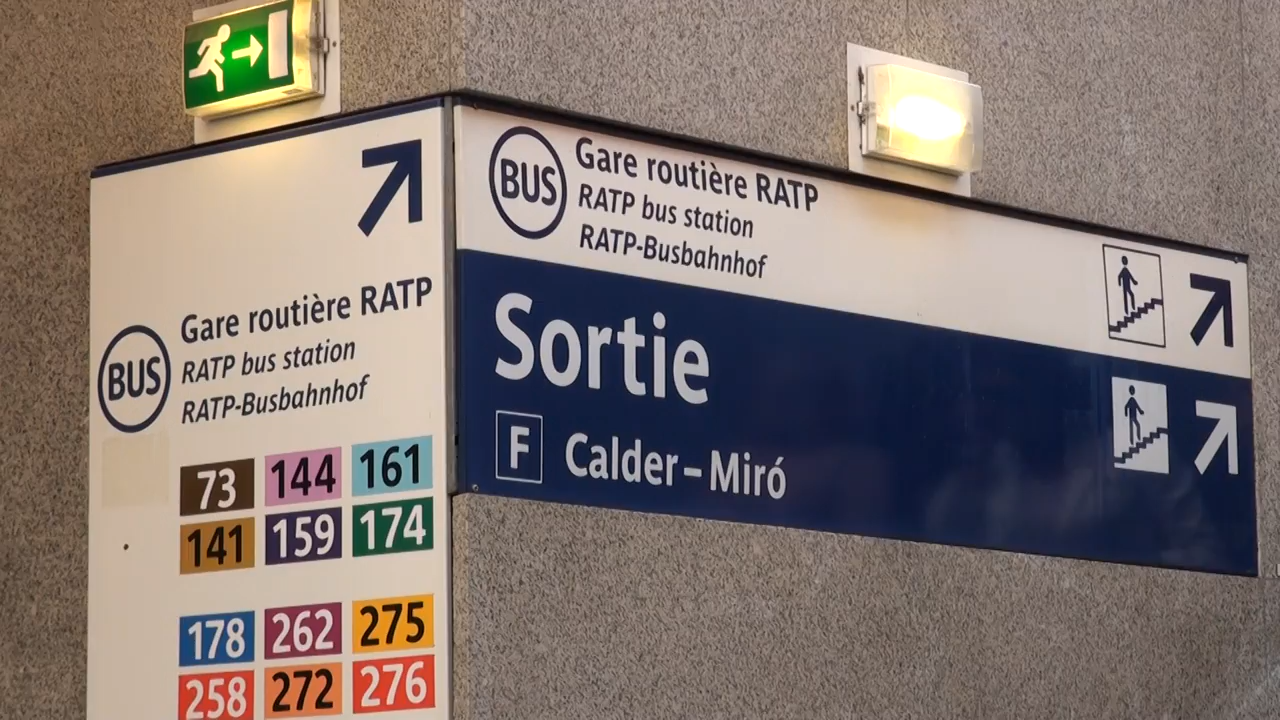 BUS
Gare routière RATP
RATP bus station
RATP-Busbahnhof
73 144 161
141 159 174
178 262 275
258 272 276
BUS
Gare routière RATP
RATP bus station
RATP-Busbahnhof
Sortie
F Calder – Miró